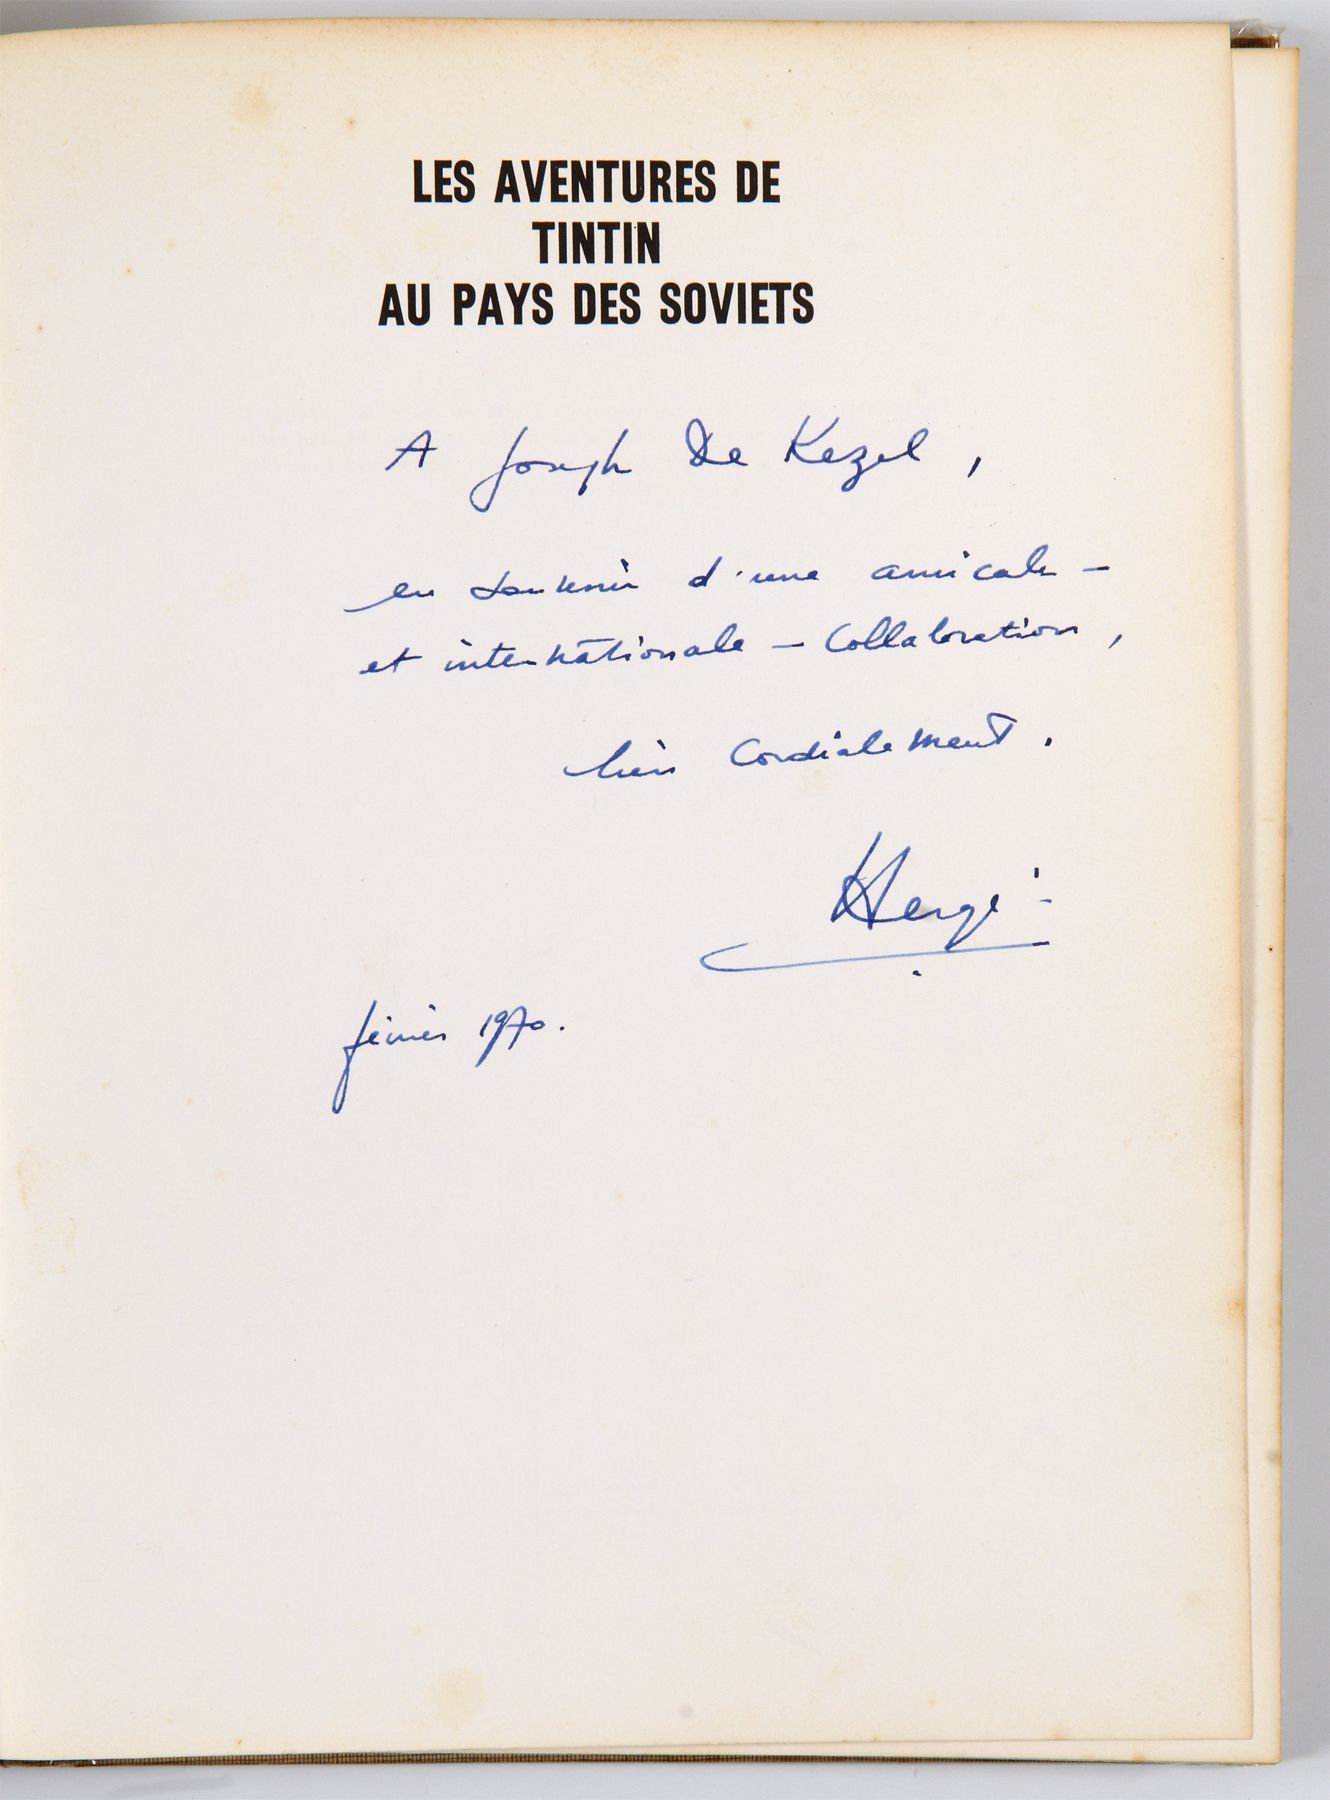 LES AVENTURES DE
TINTIN
AU PAYS DES SOVIETS
A Joseph De Kezel,
en souvenir d'une amicale -
et internationale - collaboration,
bien cordialement.
Hergé
février 1970.